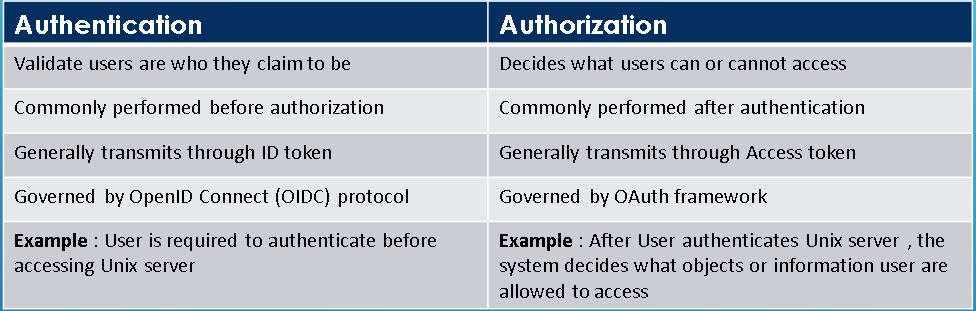 Authentication
Authorization
Validate users are who they claim to be
Decides what users can or cannot access
Commonly performed before authorization
Commonly performed after authentication
Generally transmits through ID token
Generally transmits through Access token
Governed by OpenID Connect (OIDC) protocol
Governed by OAuth framework
Example : User is required to authenticate before
accessing Unix server
Example : After User authenticates Unix server , the
system decides what objects or information user are
allowed to access